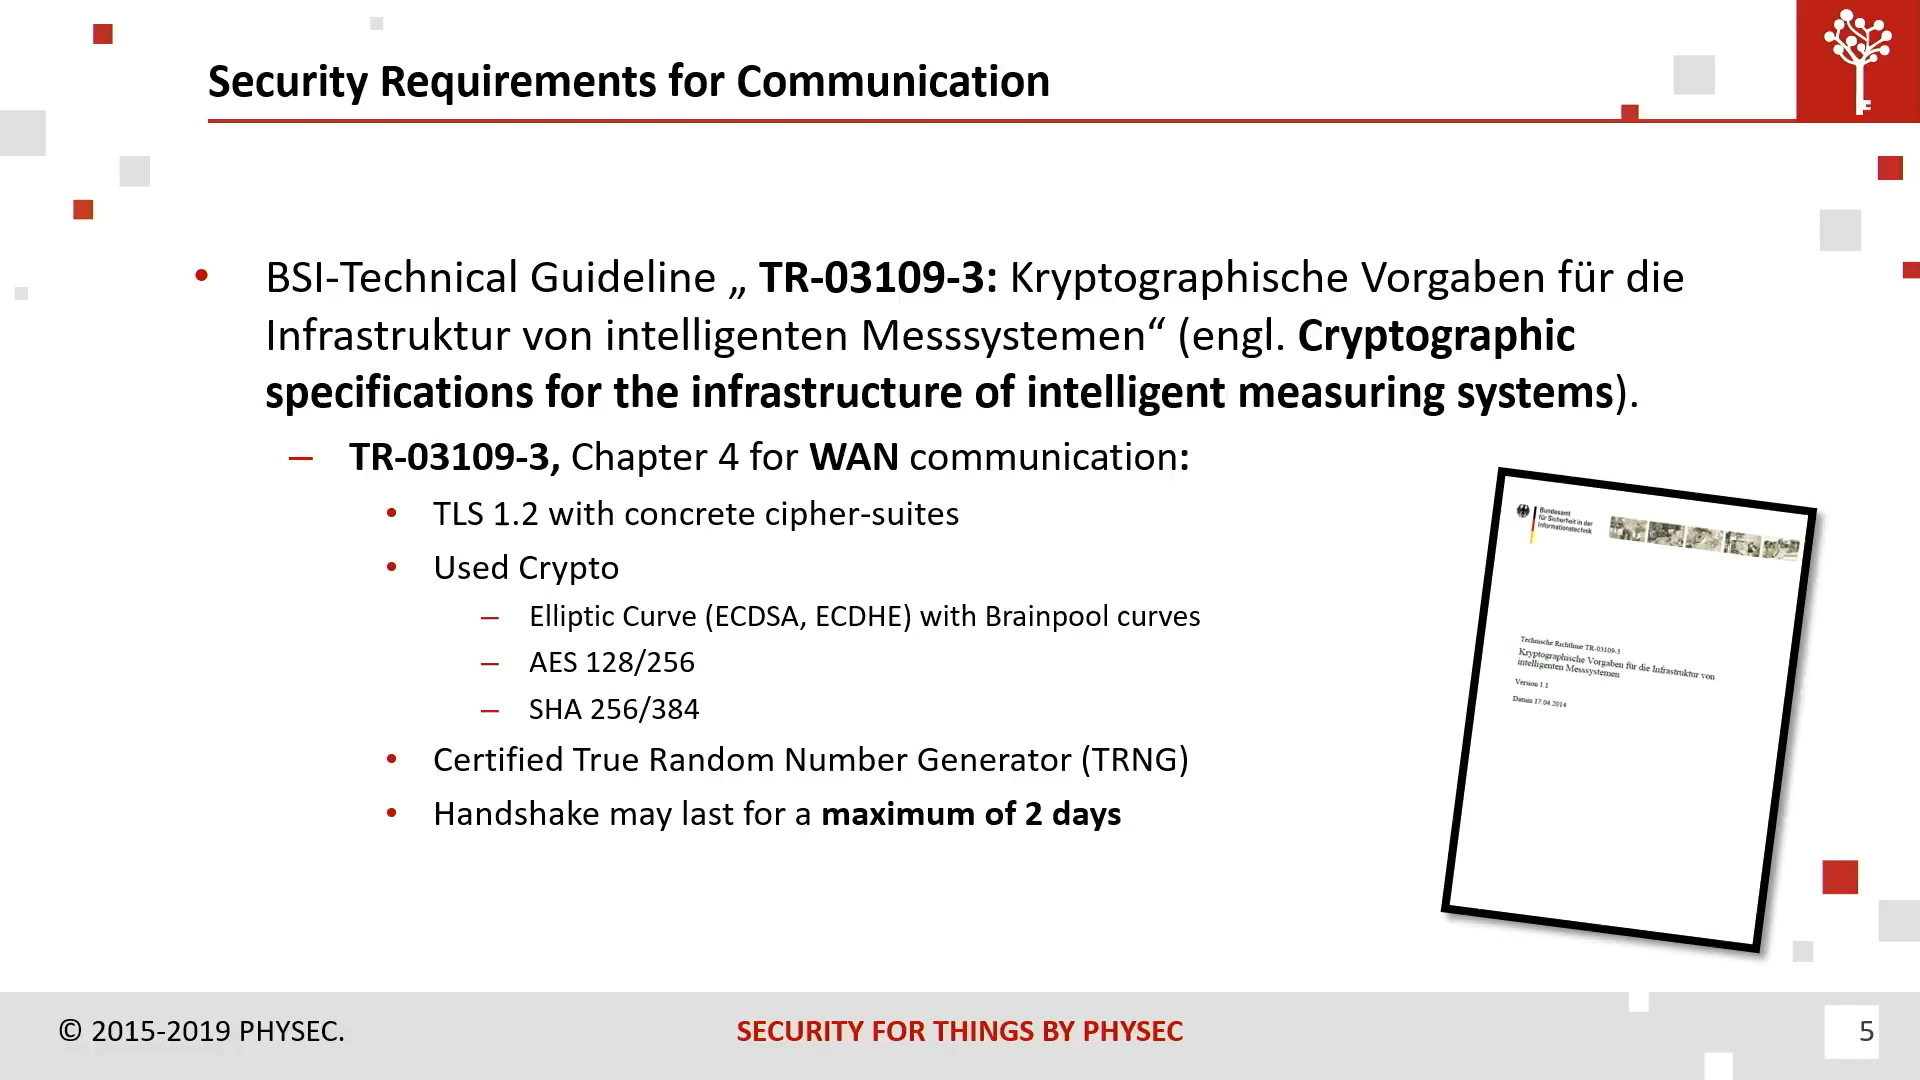 Security Requirements for Communication
• BSI-Technical Guideline „ TR-03109-3: Kryptographische Vorgaben für die
Infrastruktur von intelligenten Messsystemen“ (engl. Cryptographic
specifications for the infrastructure of intelligent measuring systems).
– TR-03109-3, Chapter 4 for WAN communication:
• TLS 1.2 with concrete cipher-suites
• Used Crypto
– Elliptic Curve (ECDSA, ECDHE) with Brainpool curves
– AES 128/256
– SHA 256/384
• Certified True Random Number Generator (TRNG)
• Handshake may last for a maximum of 2 days
Bundesamt
für Sicherheit in der
Informationstechnik
Technische Richtlinie TR-03109-3
Kryptographische Vorgaben für die Infrastruktur von
intelligenten Messsystemen
Version 1.1
Datum 17.04.2014
© 2015-2019 PHYSEC.
SECURITY FOR THINGS BY PHYSEC
5